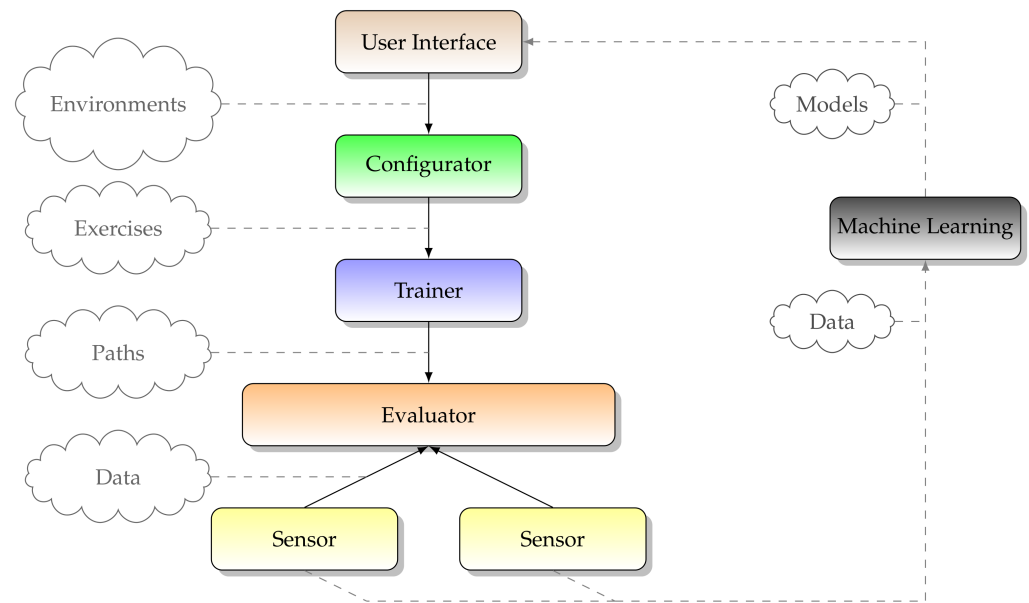 User Interface
Environments
Models
Configurator
Exercises
Machine Learning
Trainer
Data
Paths
Evaluator
Data
Sensor
Sensor